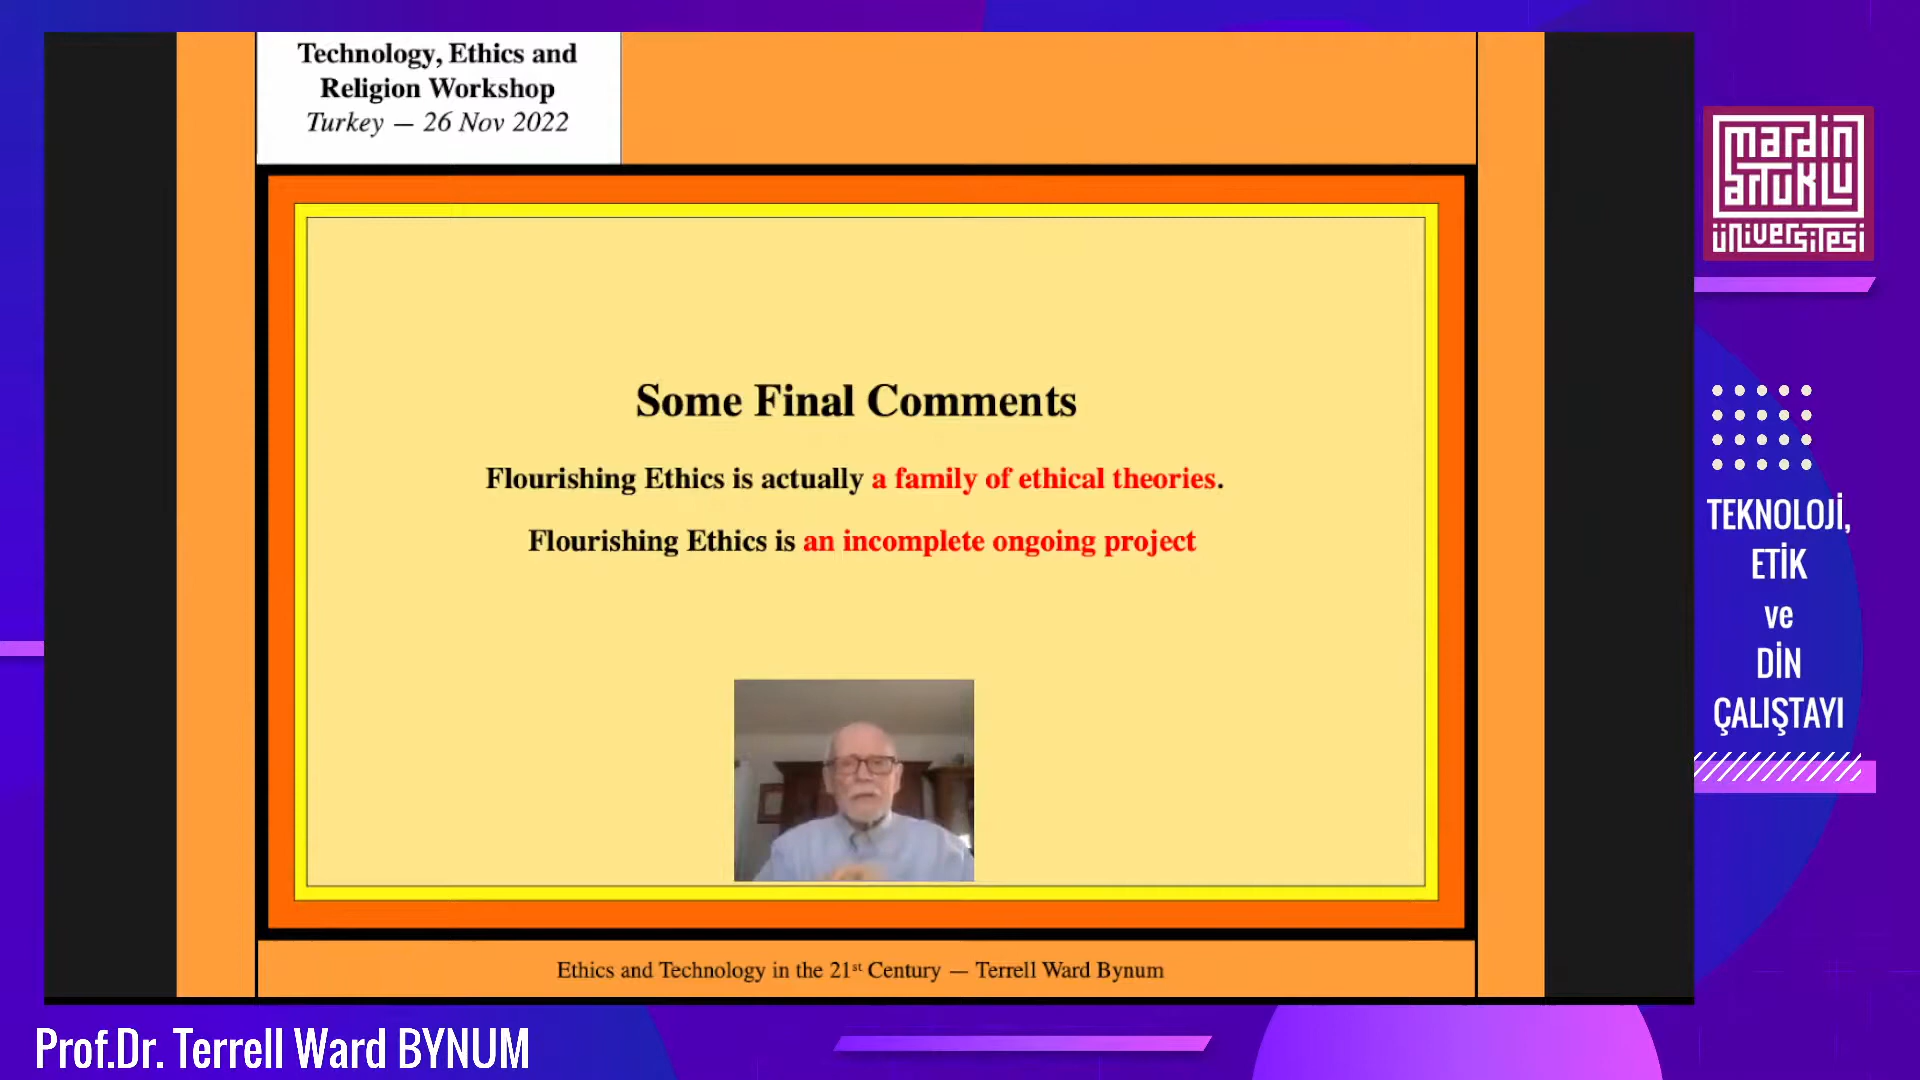 Technology, Ethics and
Religion Workshop
Turkey — 26 Nov 2022
Some Final Comments
Flourishing Ethics is actually a family of ethical theories.
Flourishing Ethics is an incomplete ongoing project
Ethics and Technology in the 21st Century — Terrell Ward Bynum
Prof.Dr. Terrell Ward BYNUM
mardin
artuklu
üniversitesi
TEKNOLOJİ,
ETİK
ve
DİN
ÇALIŞTAYI